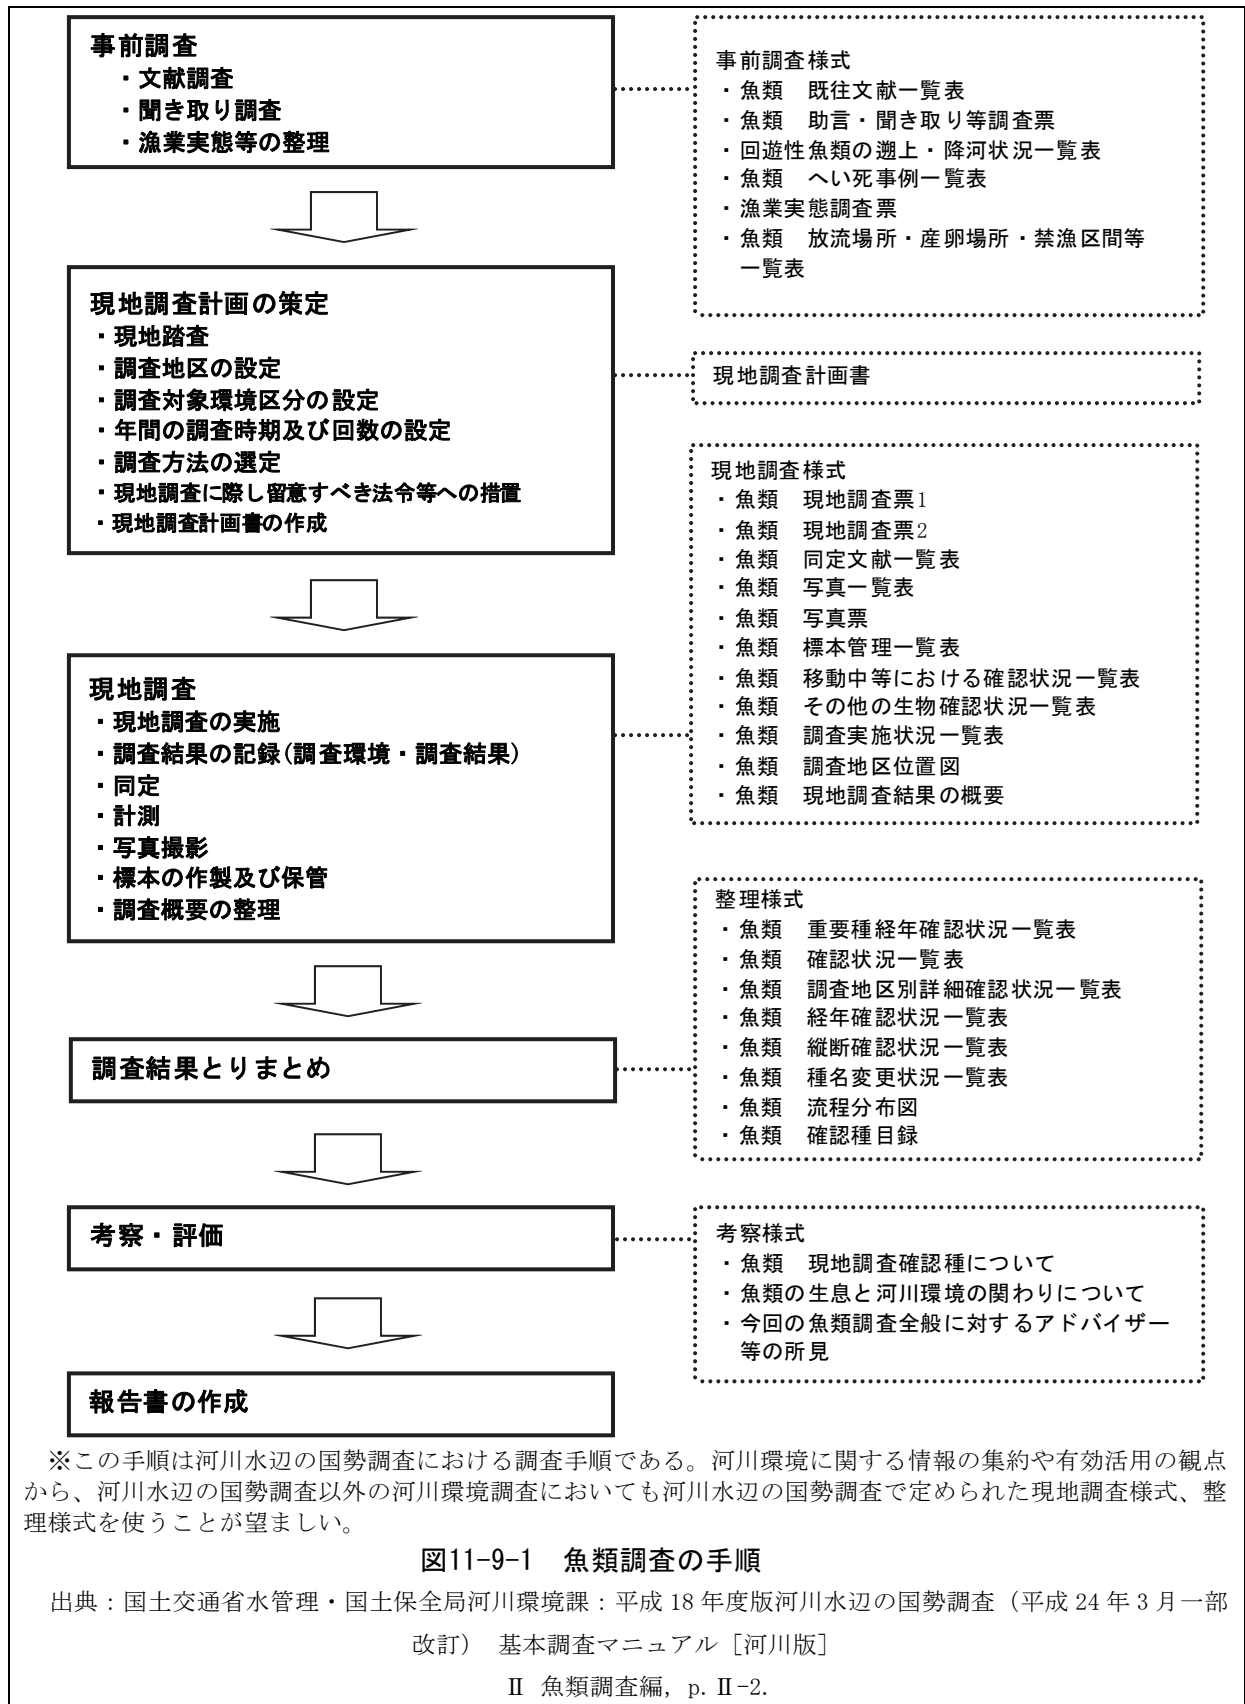 事前調査
・文献調査
・聞き取り調査
・漁業実態等の整理
事前調査様式
・魚類　既往文献一覧表
・魚類　助言・聞き取り等調査票
・回遊性魚類の遡上・降河状況一覧表
・魚類　へい死事例一覧表
・漁業実態調査票
・魚類　放流場所・産卵場所・禁漁区間等
一覧表
現地調査計画の策定
・現地踏査
・調査地区の設定
・調査対象環境区分の設定
・年間の調査時期及び回数の設定
・調査方法の選定
・現地調査に際し留意すべき法令等への措置
・現地調査計画書の作成
現地調査計画書
現地調査
・現地調査の実施
・調査結果の記録(調査環境・調査結果)
・同定
・計測
・写真撮影
・標本の作製及び保管
・調査概要の整理
現地調査様式
・魚類　現地調査票1
・魚類　現地調査票2
・魚類　同定文献一覧表
・魚類　写真一覧表
・魚類　写真票
・魚類　標本管理一覧表
・魚類　移動中等における確認状況一覧表
・魚類　その他の生物確認状況一覧表
・魚類　調査実施状況一覧表
・魚類　調査地区位置図
・魚類　現地調査結果の概要
調査結果とりまとめ
整理様式
・魚類　重要種経年確認状況一覧表
・魚類　確認状況一覧表
・魚類　調査地区別詳細確認状況一覧表
・魚類　経年確認状況一覧表
・魚類　縦断確認状況一覧表
・魚類　種名変更状況一覧表
・魚類　流程分布図
・魚類　確認種目録
考察・評価
考察様式
・魚類　現地調査確認種について
・魚類の生息と河川環境の関わりについて
・今回の魚類調査全般に対するアドバイザー
等の所見
報告書の作成
※この手順は河川水辺の国勢調査における調査手順である。河川環境に関する情報の集約や有効活用の観点
から、河川水辺の国勢調査以外の河川環境調査においても河川水辺の国勢調査で定められた現地調査様式、整
理様式を使うことが望ましい。
図11-9-1　魚類調査の手順
出典：国土交通省水管理・国土保全局河川環境課：平成 18 年度版河川水辺の国勢調査（平成 24 年 3 月一部
改訂）　基本調査マニュアル［河川版］
Ⅱ 魚類調査編, p. Ⅱ-2.